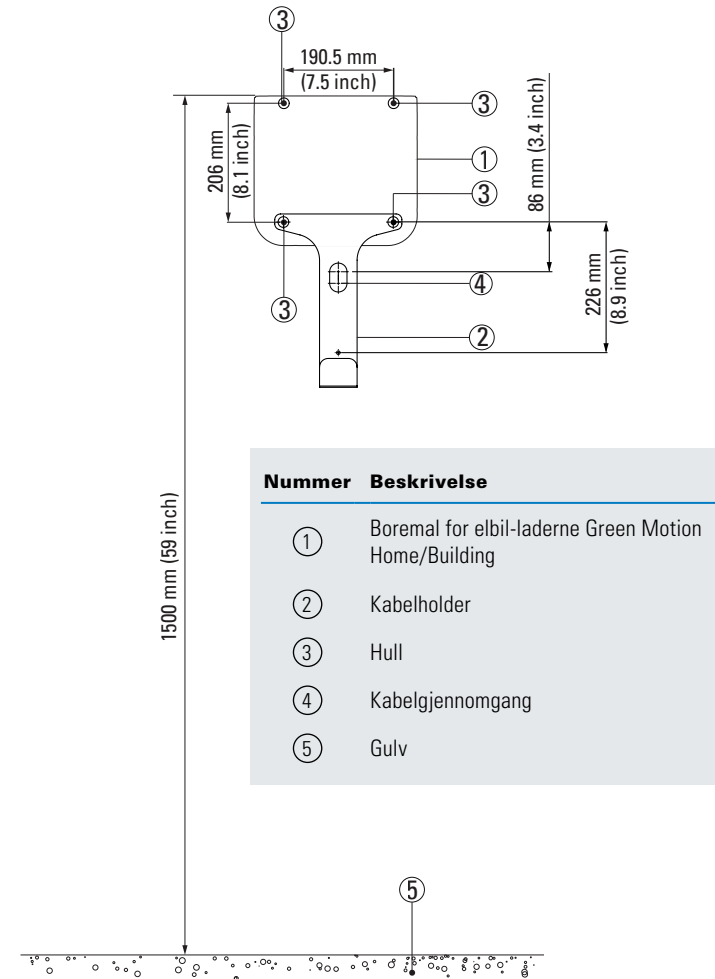 ③
190.5 mm
(7.5 inch)
③
206 mm
(8.1 inch)
①
86 mm (3.4 inch)
③
226 mm
(8.9 inch)
④
③
②
1500 mm (59 inch)
Nummer Beskrivelse
① Boremal for elbil-laderne Green Motion
Home/Building
② Kabelholder
③ Hull
④ Kabelgjennomgang
⑤ Gulv
⑤